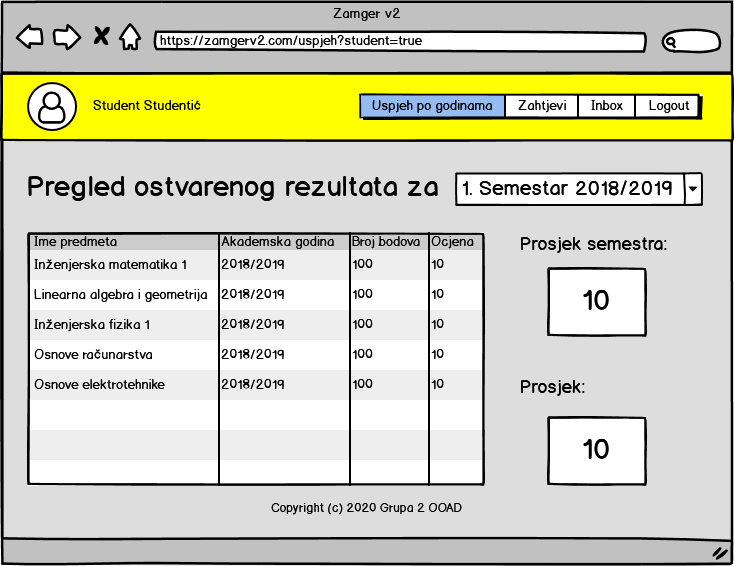 Zamger v2
https://zamgerv2.com/uspjeh?student=true
Student Studentić
Uspjeh po godinama Zahtjevi Inbox Logout
Pregled ostvarenog rezultata za 1. Semestar 2018/2019
Ime predmeta Akademska godina Broj bodova Ocjena
Inženjerska matematika 1 2018/2019 100 10
Linearna algebra i geometrija 2018/2019 100 10
Inženjerska fizika 1 2018/2019 100 10
Osnove računarstva 2018/2019 100 10
Osnove elektrotehnike 2018/2019 100 10
Prosjek semestra:
10
Prosjek:
10
Copyright (c) 2020 Grupa 2 OOAD